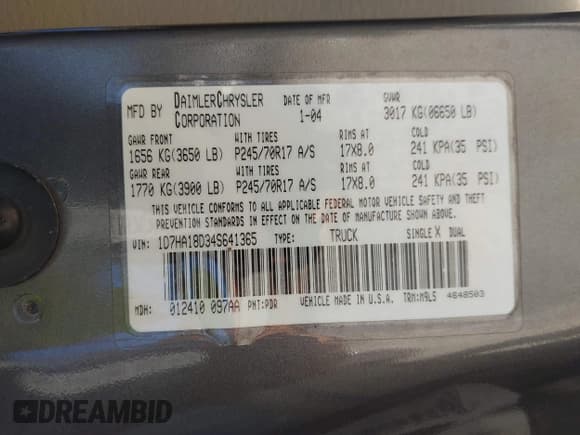 MFD BY DAIMLERCHRYSLER CORPORATION DATE OF MFR 1-04 GVWR 3017 KG(06650 LB)
GAWR FRONT WITH TIRES RIMS AT COLD
1656 KG(3650 LB) P245/70R17 A/S 17X8.0 241 KPA(35 PSI)
GAWR REAR WITH TIRES RIMS AT COLD
1770 KG(3900 LB) P245/70R17 A/S 17X8.0 241 KPA(35 PSI)
THIS VEHICLE CONFORMS TO ALL APPLICABLE FEDERAL MOTOR VEHICLE SAFETY AND THEFT
PREVENTION STANDARDS IN EFFECT ON THE DATE OF MANUFACTURE SHOWN ABOVE.
VIN: 1D7HA18D34S641365 TYPE: TRUCK SINGLE X DUAL
MDH: 012410 097AA PNT:PDR VEHICLE MADE IN U.S.A. TRM:M9L5 4648503
DREAMBID